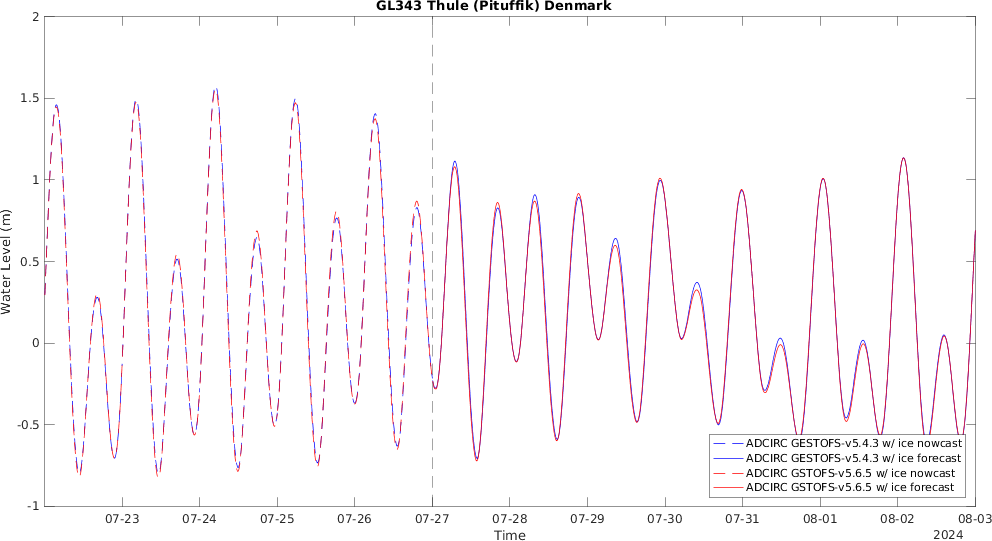 GL343 Thule (Pituffik) Denmark
2
1.5
1
0.5
0
-0.5
-1
Water Level (m)
ADCIRC GESTOFS-v5.4.3 w/ ice nowcast
ADCIRC GESTOFS-v5.4.3 w/ ice forecast
ADCIRC GSTOFS-v5.6.5 w/ ice nowcast
ADCIRC GSTOFS-v5.6.5 w/ ice forecast
07-23 07-24 07-25 07-26 07-27 07-28 07-29 07-30 07-31 08-01 08-02 08-03
Time
2024